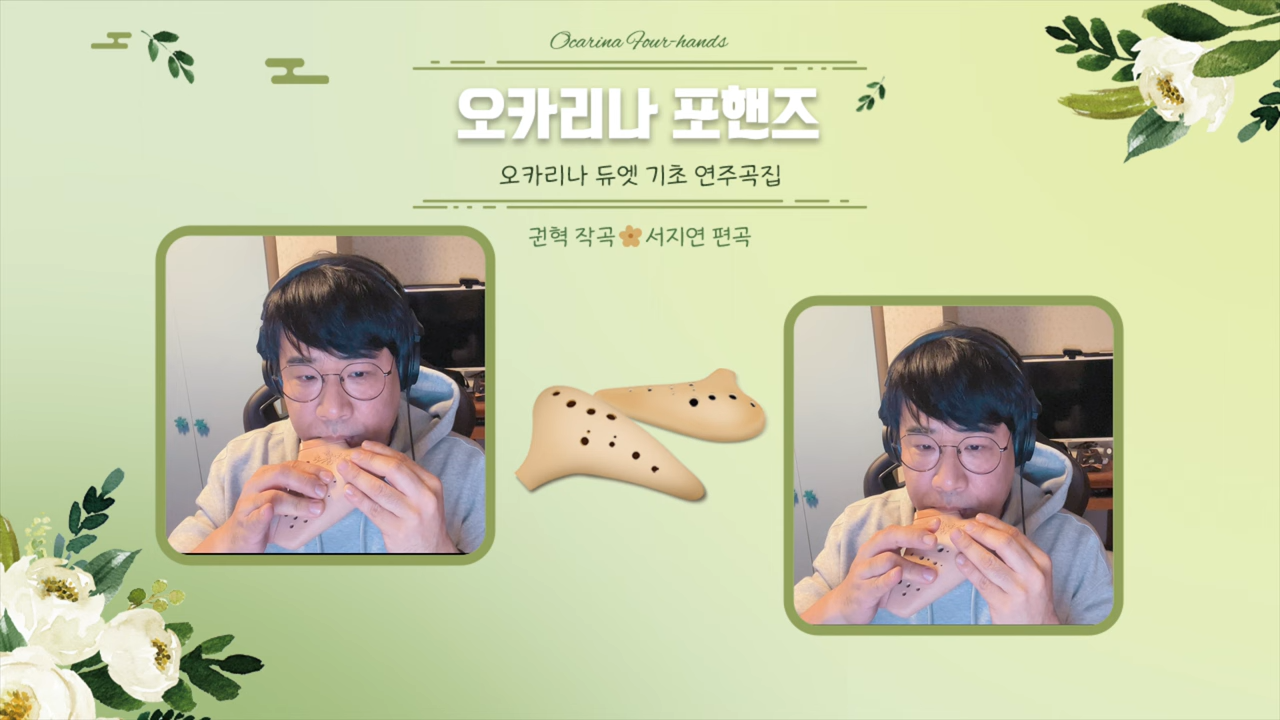 Ocarina Four-hands
오카리나 포핸즈
오카리나 듀엣 기초 연주곡집
권혁 작곡 서지연 편곡